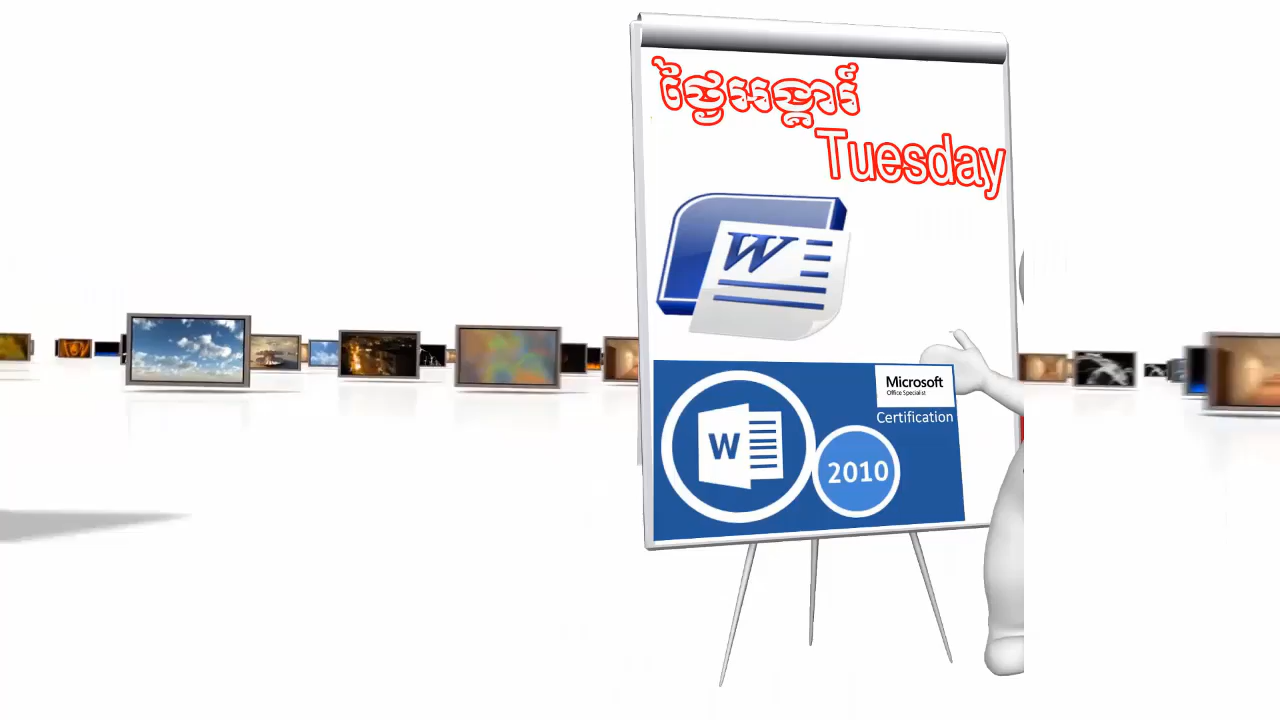 ថ្ងៃអង្គារ៍
Tuesday
W
Microsoft
Office Specialist
Certification
W
2010